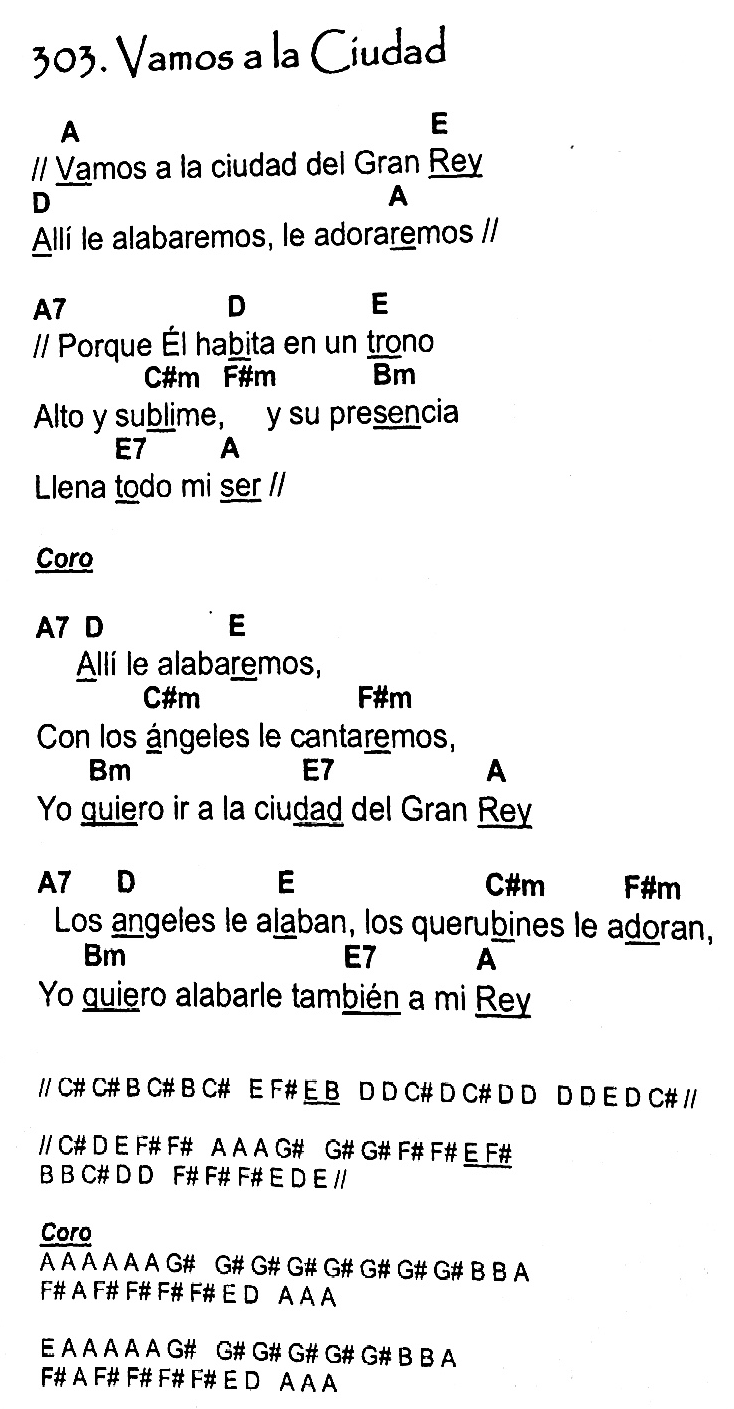 303. Vamos a la Ciudad
A E
// Vamos a la ciudad del Gran Rey
D A
Allí le alabaremos, le adoraremos //
A7 D E
// Porque Él habita en un trono
C#m F#m Bm
Alto y sublime, y su presencia
E7 A
Llena todo mi ser //
Coro
A7 D E
Allí le alabaremos,
C#m F#m
Con los ángeles le cantaremos,
Bm E7 A
Yo quiero ir a la ciudad del Gran Rey
A7 D E C#m F#m
Los angeles le alaban, los querubines le adoran,
Bm E7 A
Yo quiero alabarle también a mi Rey
// C# C# B C# B C# E F# E B D D C# D C# D D D D E D C# //
// C# D E F# F# A A A G# G# G# F# F# E F#
B B C# D D F# F# F# E D E //
Coro
A A A A A A G# G# G# G# G# G# G# G# B B A
F# A F# F# F# F# E D A A A
E A A A A A G# G# G# G# G# G# B B A
F# A F# F# F# F# E D A A A